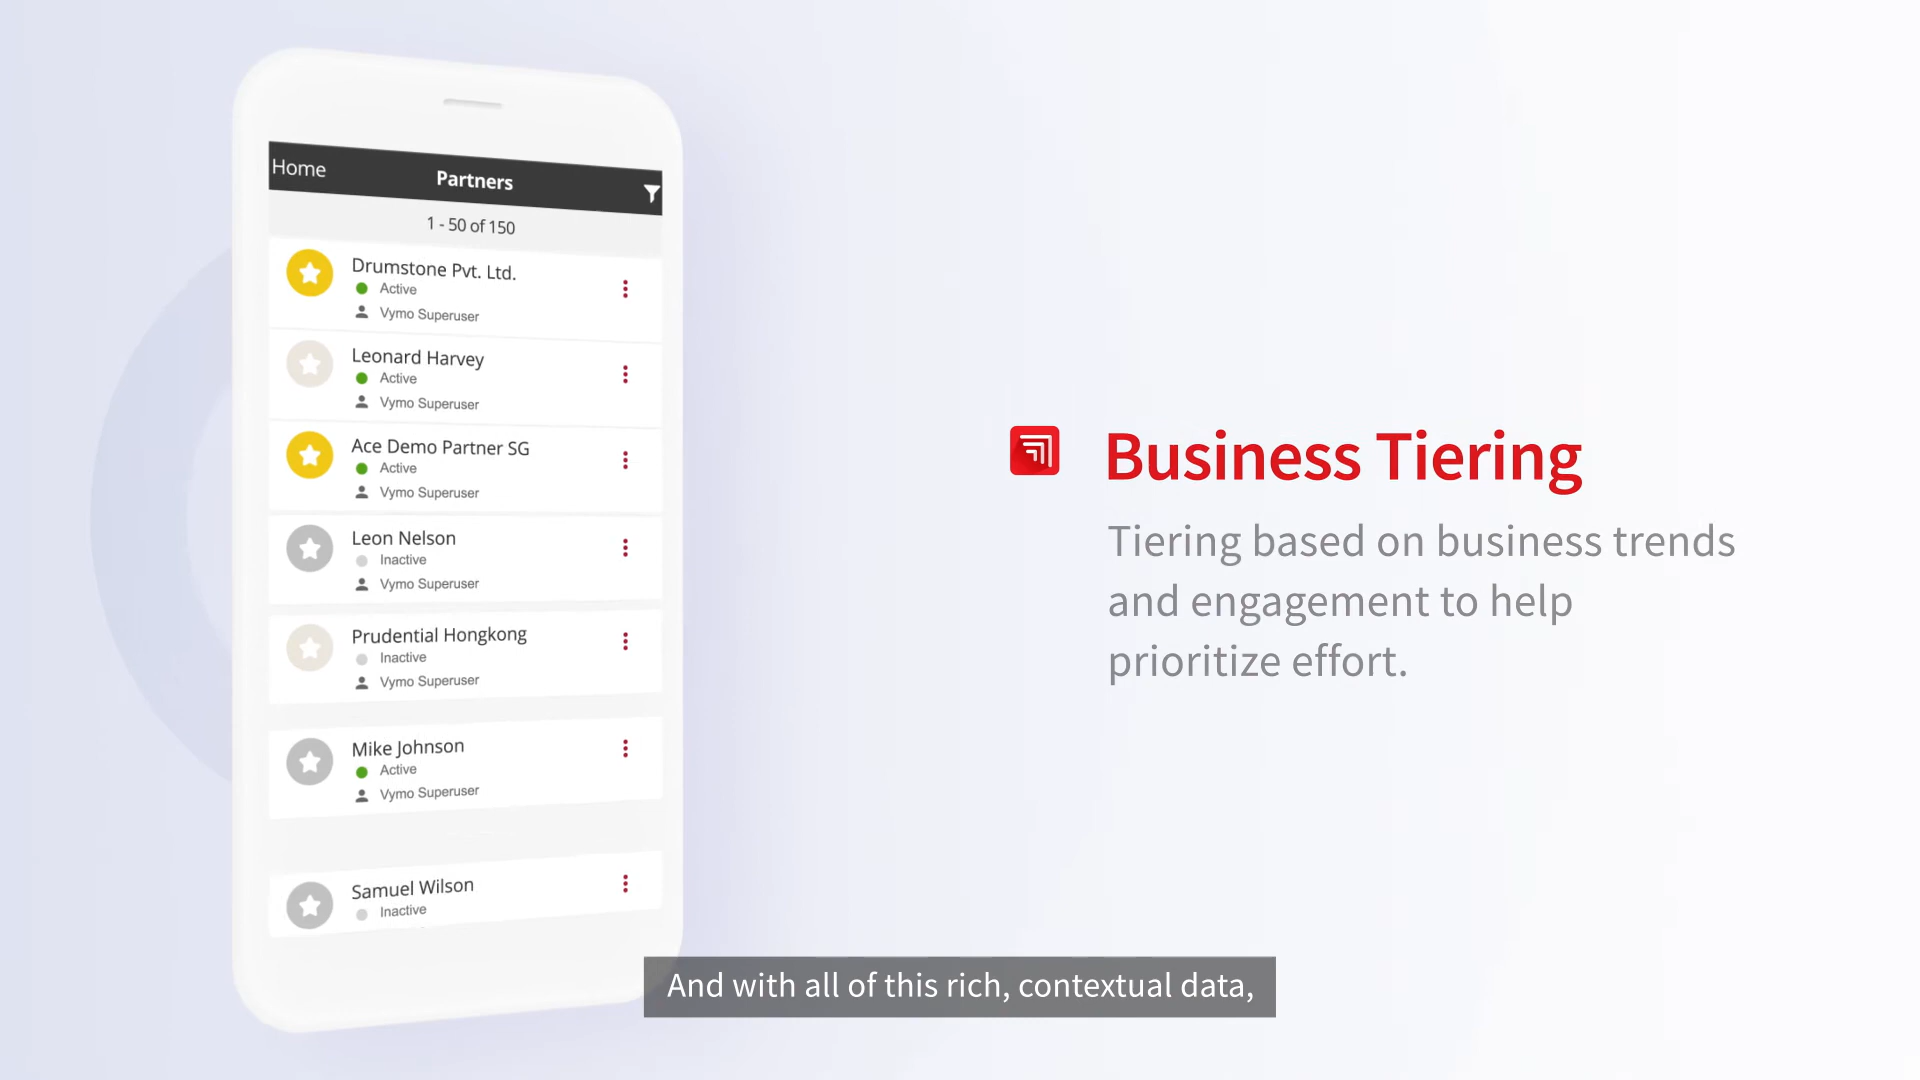 Home
Partners
1 - 50 of 150
Drumstone Pvt. Ltd.
Active
Vymo Superuser
Leonard Harvey
Active
Vymo Superuser
Ace Demo Partner SG
Active
Vymo Superuser
Leon Nelson
Inactive
Vymo Superuser
Prudential Hongkong
Inactive
Vymo Superuser
Mike Johnson
Active
Vymo Superuser
Samuel Wilson
Inactive
Business Tiering
Tiering based on business trends
and engagement to help
prioritize effort.
And with all of this rich, contextual data,